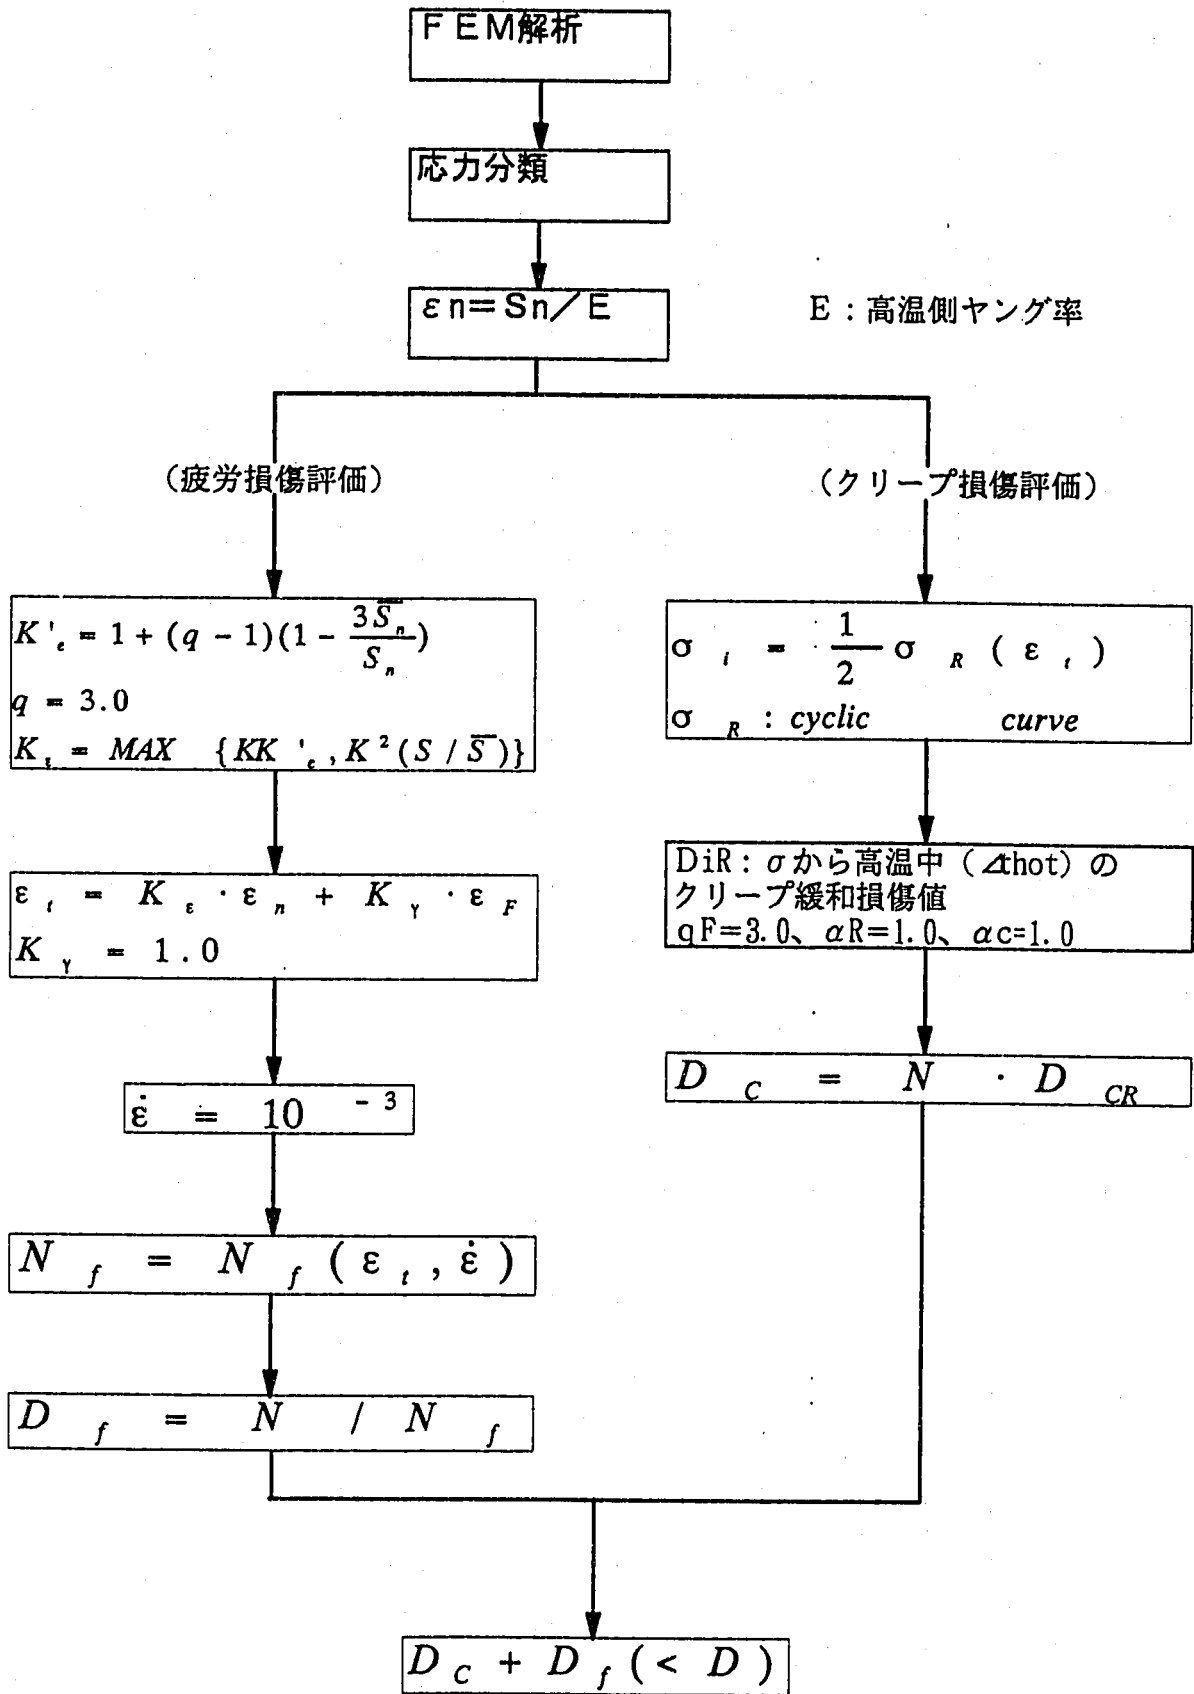 ＦＥＭ解析
応力分類
εn＝Sn／E
E：高温側ヤング率
（疲労損傷評価）
（クリープ損傷評価）
K'e = 1 + (q - 1)(1 - 3S̅n / Sn)
q = 3.0
Kε = MAX {KK'e, K²(S / S̅)}
σi = 1/2 σR (εt)
σR : cyclic curve
εt = Kε · εn + Kγ · εF
Kγ = 1.0
DiR：σから高温中（⊿thot）の
クリープ緩和損傷値
qF=3.0、αR=1.0、αc=1.0
ε̇ = 10⁻³
DC = N · DCR
Nf = Nf (εt, ε̇)
Df = N / Nf
DC + Df (< D)